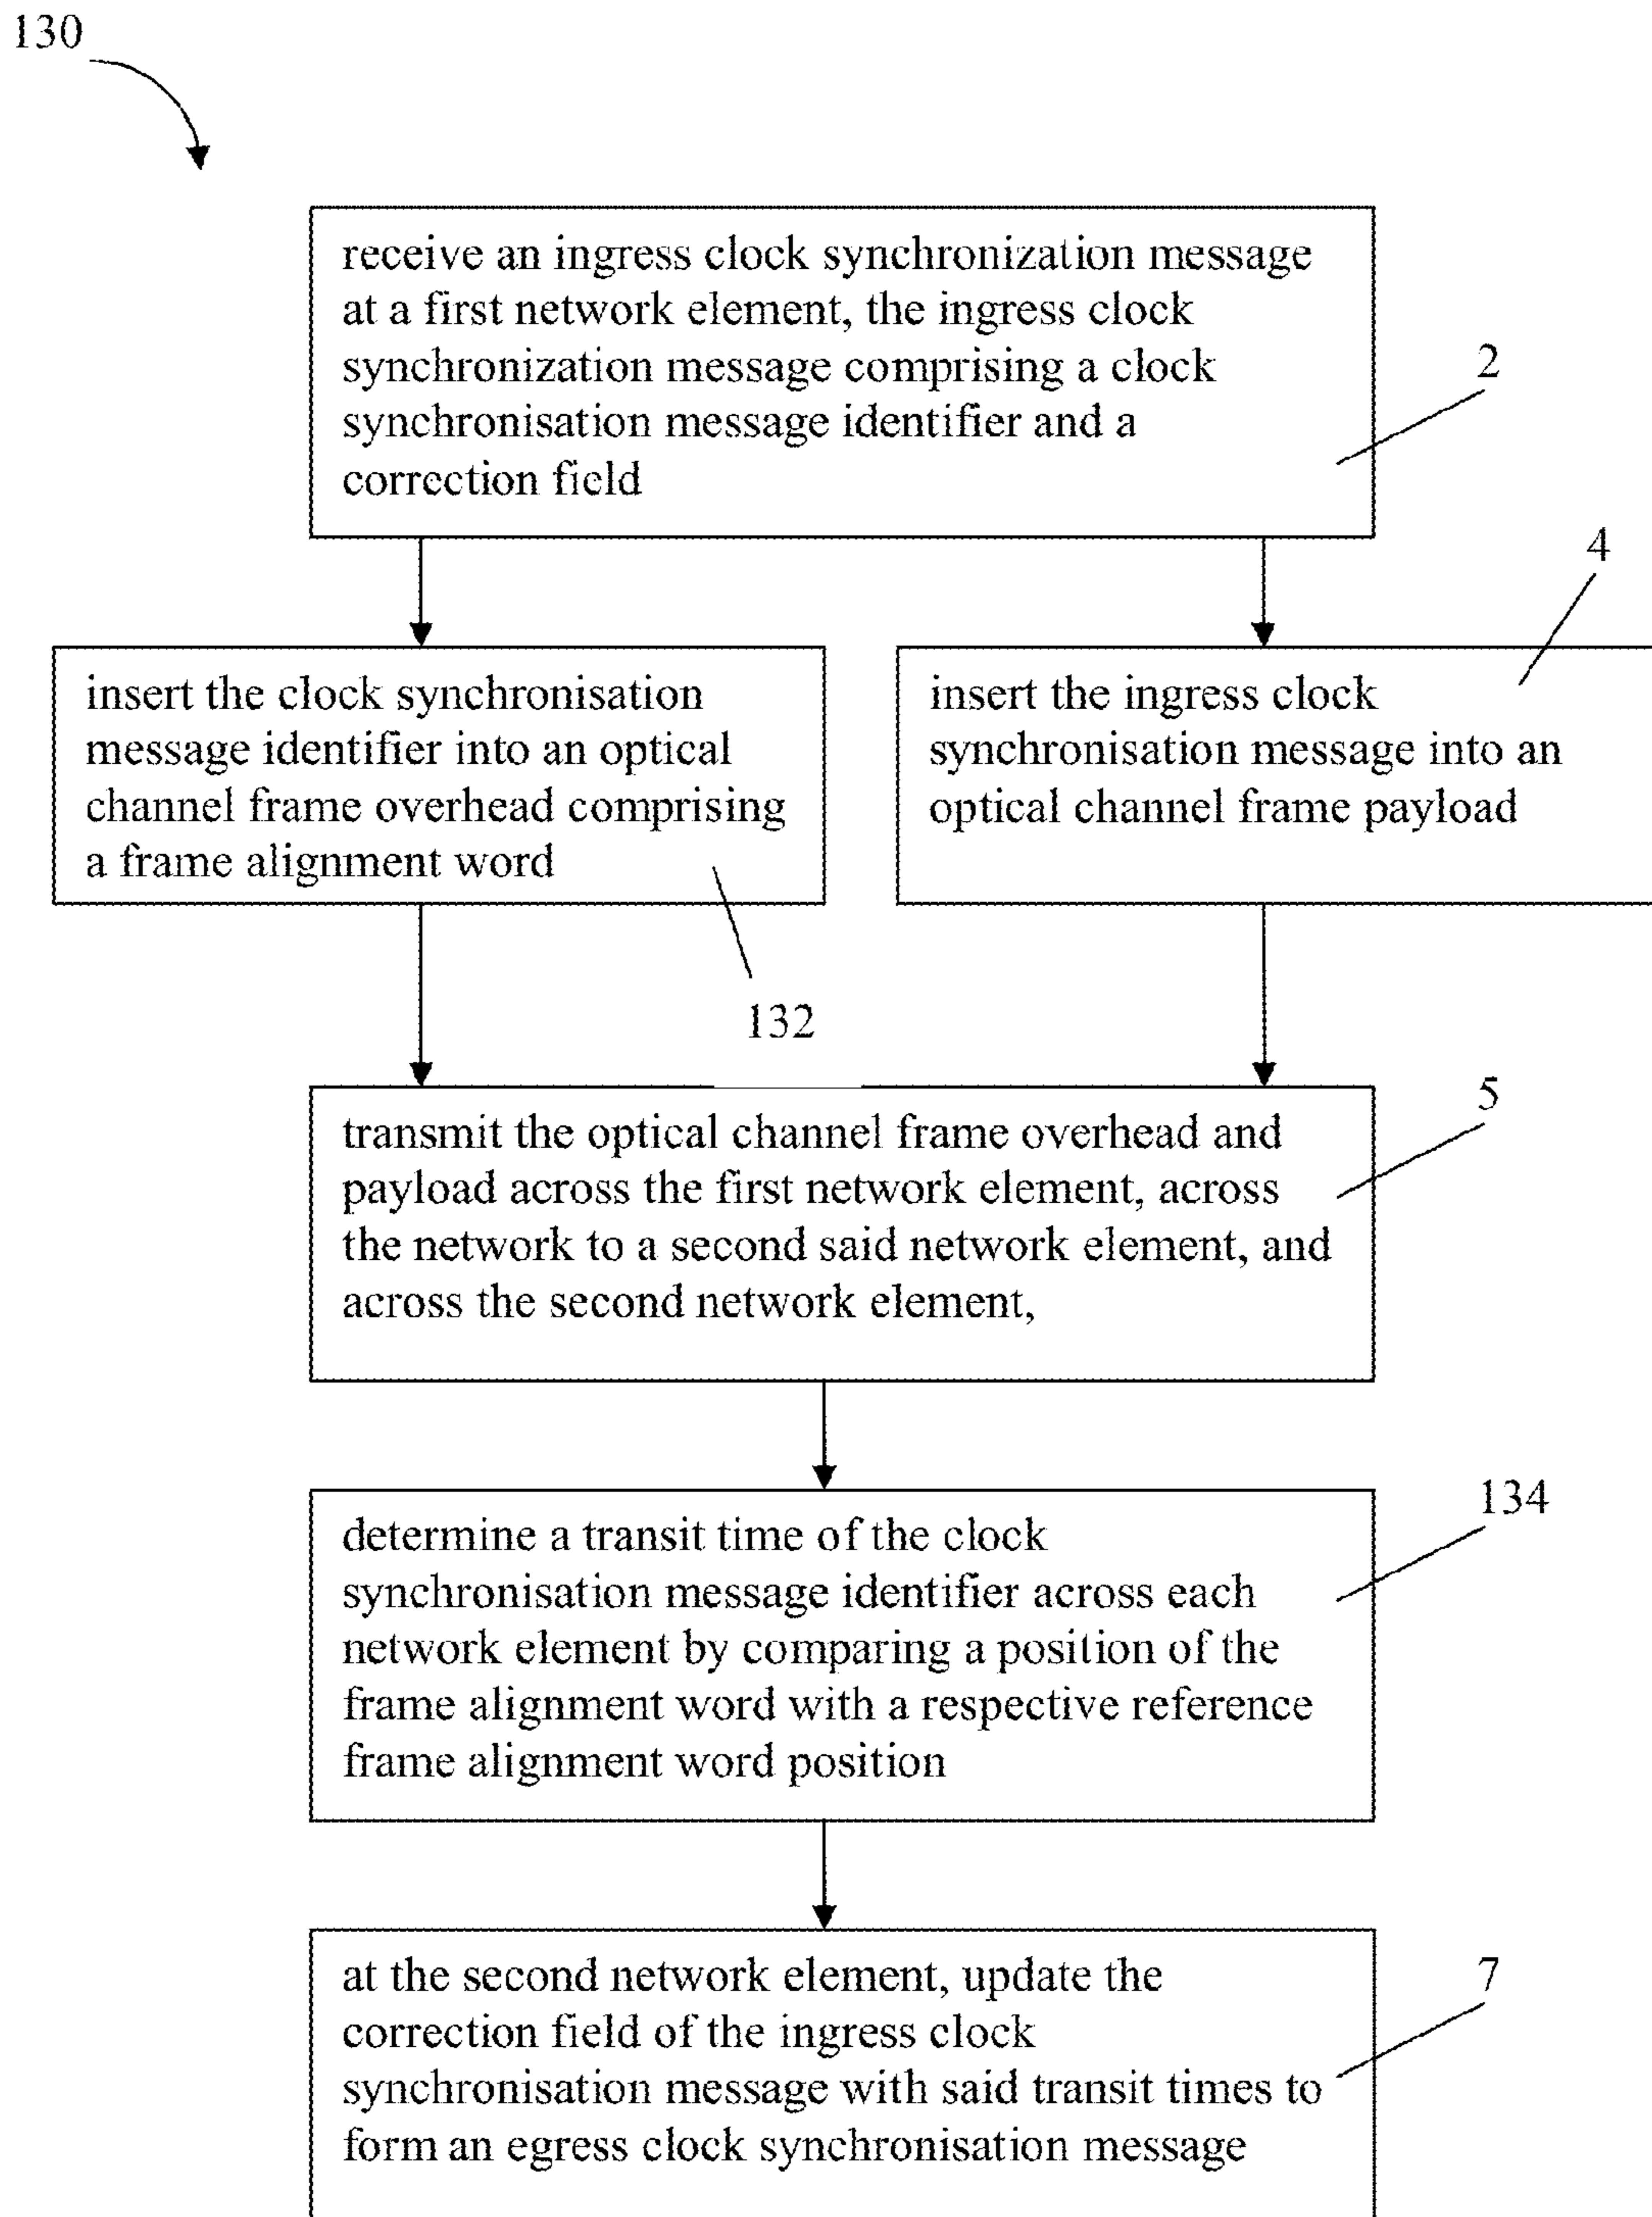 130
receive an ingress clock synchronization message
at a first network element, the ingress clock
synchronization message comprising a clock
synchronisation message identifier and a
correction field
2
4
insert the clock synchronisation
message identifier into an optical
channel frame overhead comprising
a frame alignment word
132
insert the ingress clock
synchronisation message into an
optical channel frame payload
transmit the optical channel frame overhead and
payload across the first network element, across
the network to a second said network element, and
across the second network element,
5
determine a transit time of the clock
synchronisation message identifier across each
network element by comparing a position of the
frame alignment word with a respective reference
frame alignment word position
134
at the second network element, update the
correction field of the ingress clock
synchronisation message with said transit times to
form an egress clock synchronisation message
7